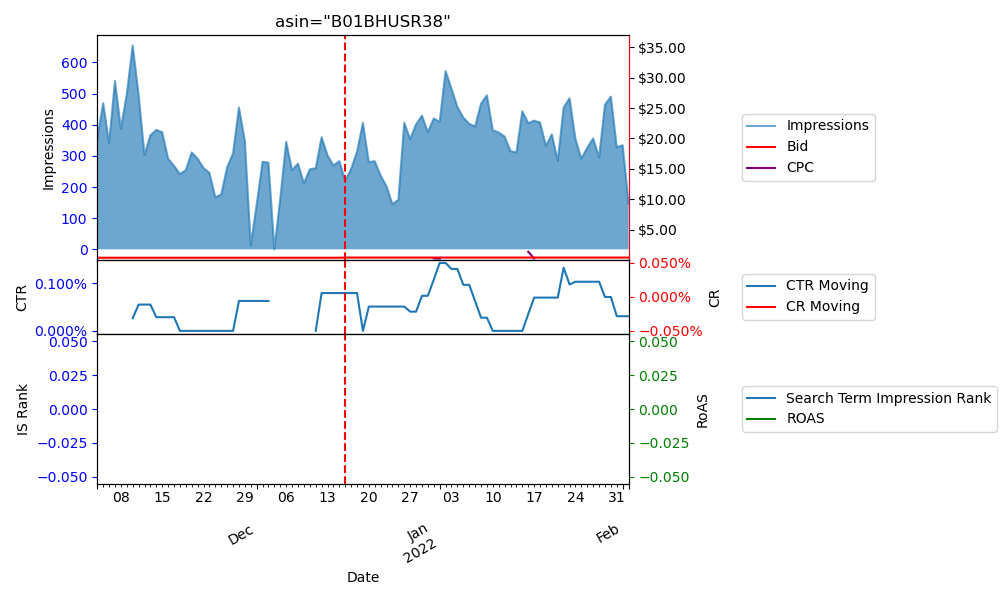 asin="B01BHUSR38"
Impressions
600
500
400
300
200
100
0
$35.00
$30.00
$25.00
$20.00
$15.00
$10.00
$5.00
Impressions
Bid
CPC
CTR
0.100%
0.000%
0.050%
0.000%
−0.050%
CR
CTR Moving
CR Moving
IS Rank
0.050
0.025
0.000
−0.025
−0.050
0.050
0.025
0.000
−0.025
−0.050
RoAS
Search Term Impression Rank
ROAS
08 15 22 29 06 13 20 27 03 10 17 24 31
Dec Jan Feb
2022
Date